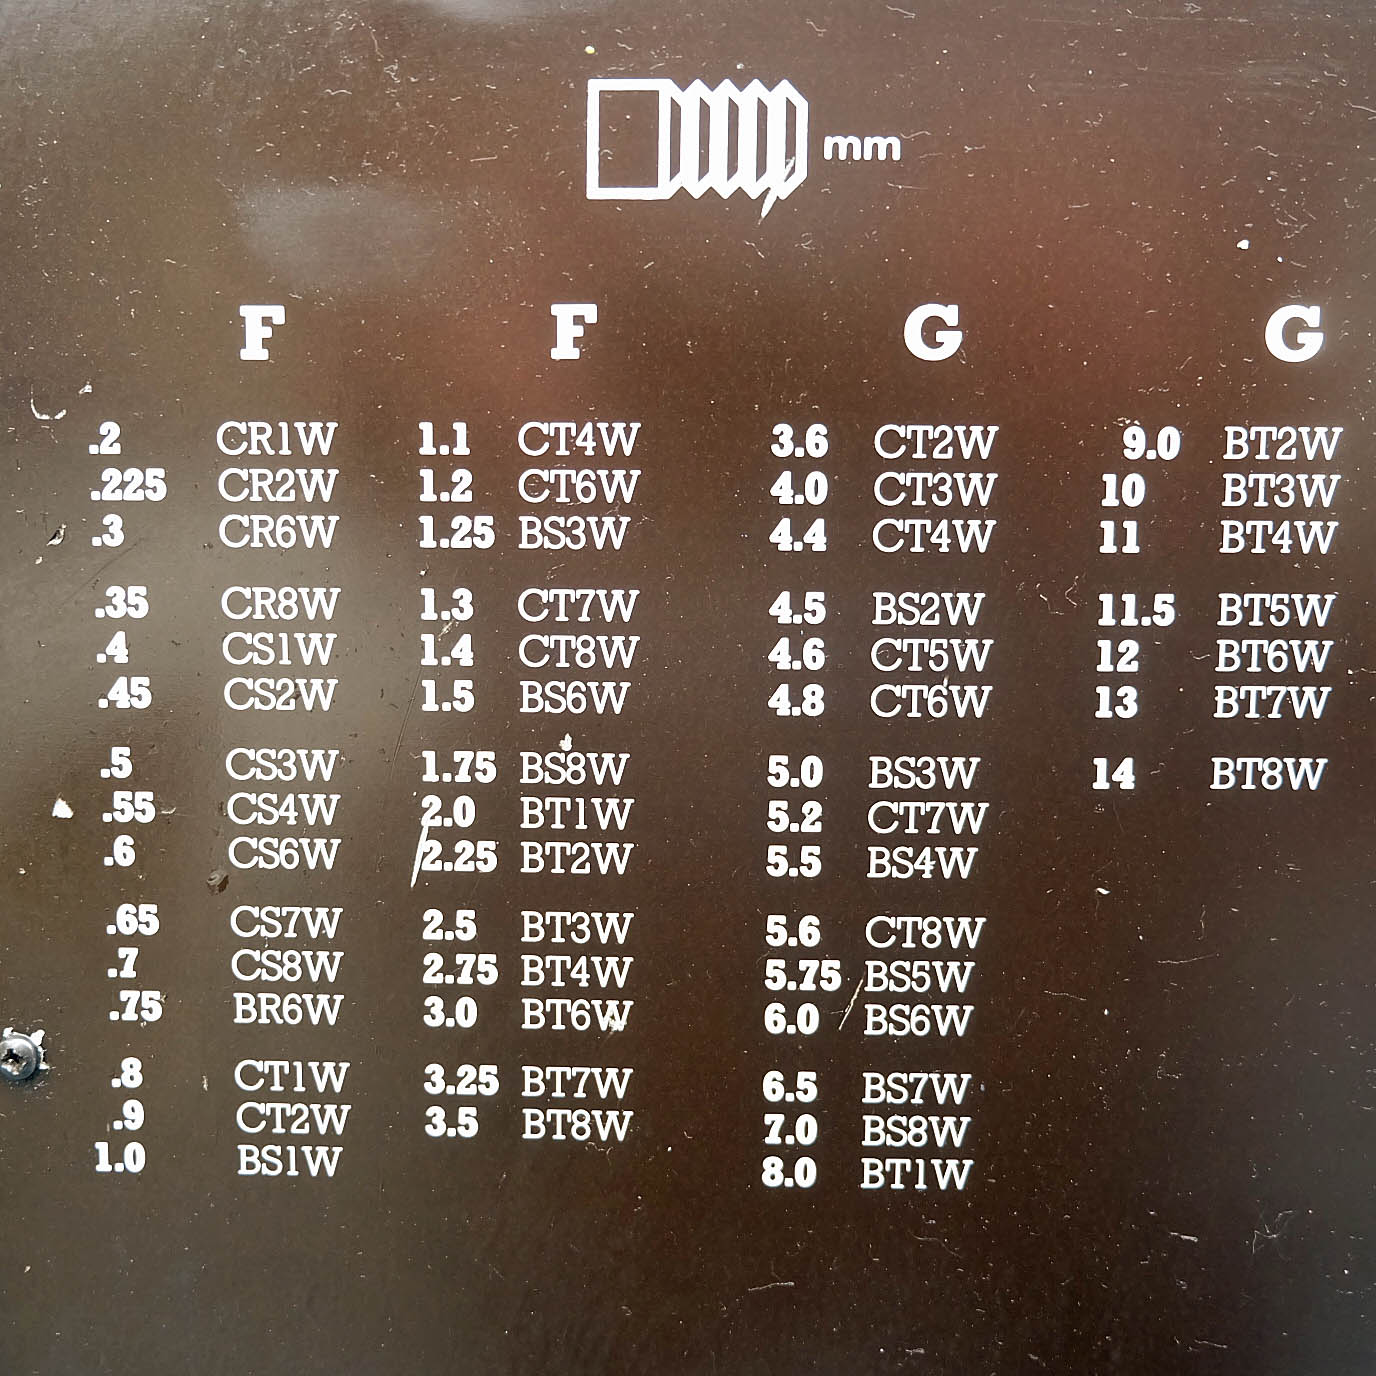 mm
F F G G
.2 CR1W 1.1 CT4W 3.6 CT2W 9.0 BT2W
.225 CR2W 1.2 CT6W 4.0 CT3W 10 BT3W
.3 CR6W 1.25 BS3W 4.4 CT4W 11 BT4W
.35 CR8W 1.3 CT7W 4.5 BS2W 11.5 BT5W
.4 CS1W 1.4 CT8W 4.6 CT5W 12 BT6W
.45 CS2W 1.5 BS6W 4.8 CT6W 13 BT7W
.5 CS3W 1.75 BS8W 5.0 BS3W 14 BT8W
.55 CS4W 2.0 BT1W 5.2 CT7W
.6 CS6W 2.25 BT2W 5.5 BS4W
.65 CS7W 2.5 BT3W 5.6 CT8W
.7 CS8W 2.75 BT4W 5.75 BS5W
.75 BR6W 3.0 BT6W 6.0 BS6W
.8 CT1W 3.25 BT7W 6.5 BS7W
.9 CT2W 3.5 BT8W 7.0 BS8W
1.0 BS1W 8.0 BT1W